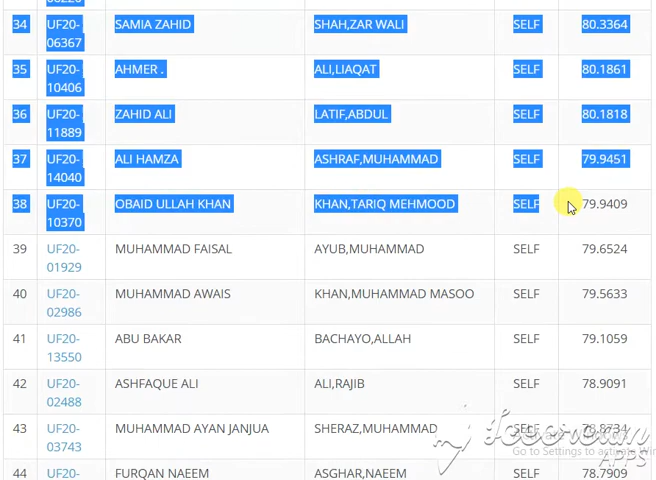 34 UF20- SAMIA ZAHID SHAH,ZAR WALI SELF 80.3364
06367
35 UF20- AHMER . ALI,LIAQAT SELF 80.1861
10406
36 UF20- ZAHID ALI LATIF,ABDUL SELF 80.1818
11889
37 UF20- ALI HAMZA ASHRAF,MUHAMMAD SELF 79.9451
14040
38 UF20- OBAID ULLAH KHAN KHAN,TARIQ MEHMOOD SELF 79.9409
10370
39 UF20- MUHAMMAD FAISAL AYUB,MUHAMMAD SELF 79.6524
01929
40 UF20- MUHAMMAD AWAIS KHAN,MUHAMMAD MASOO SELF 79.5633
02986
41 UF20- ABU BAKAR BACHAYO,ALLAH SELF 79.1059
13550
42 UF20- ASHFAQUE ALI ALI,RAJIB SELF 78.9091
02488
43 UF20- MUHAMMAD AYAN JANJUA SHERAZ,MUHAMMAD SELF 78.8734
03743
Go to Settings to activate Win
APPS
44 UF20- FURQAN NAEEM ASGHAR,NAEEM SELF 78.7909